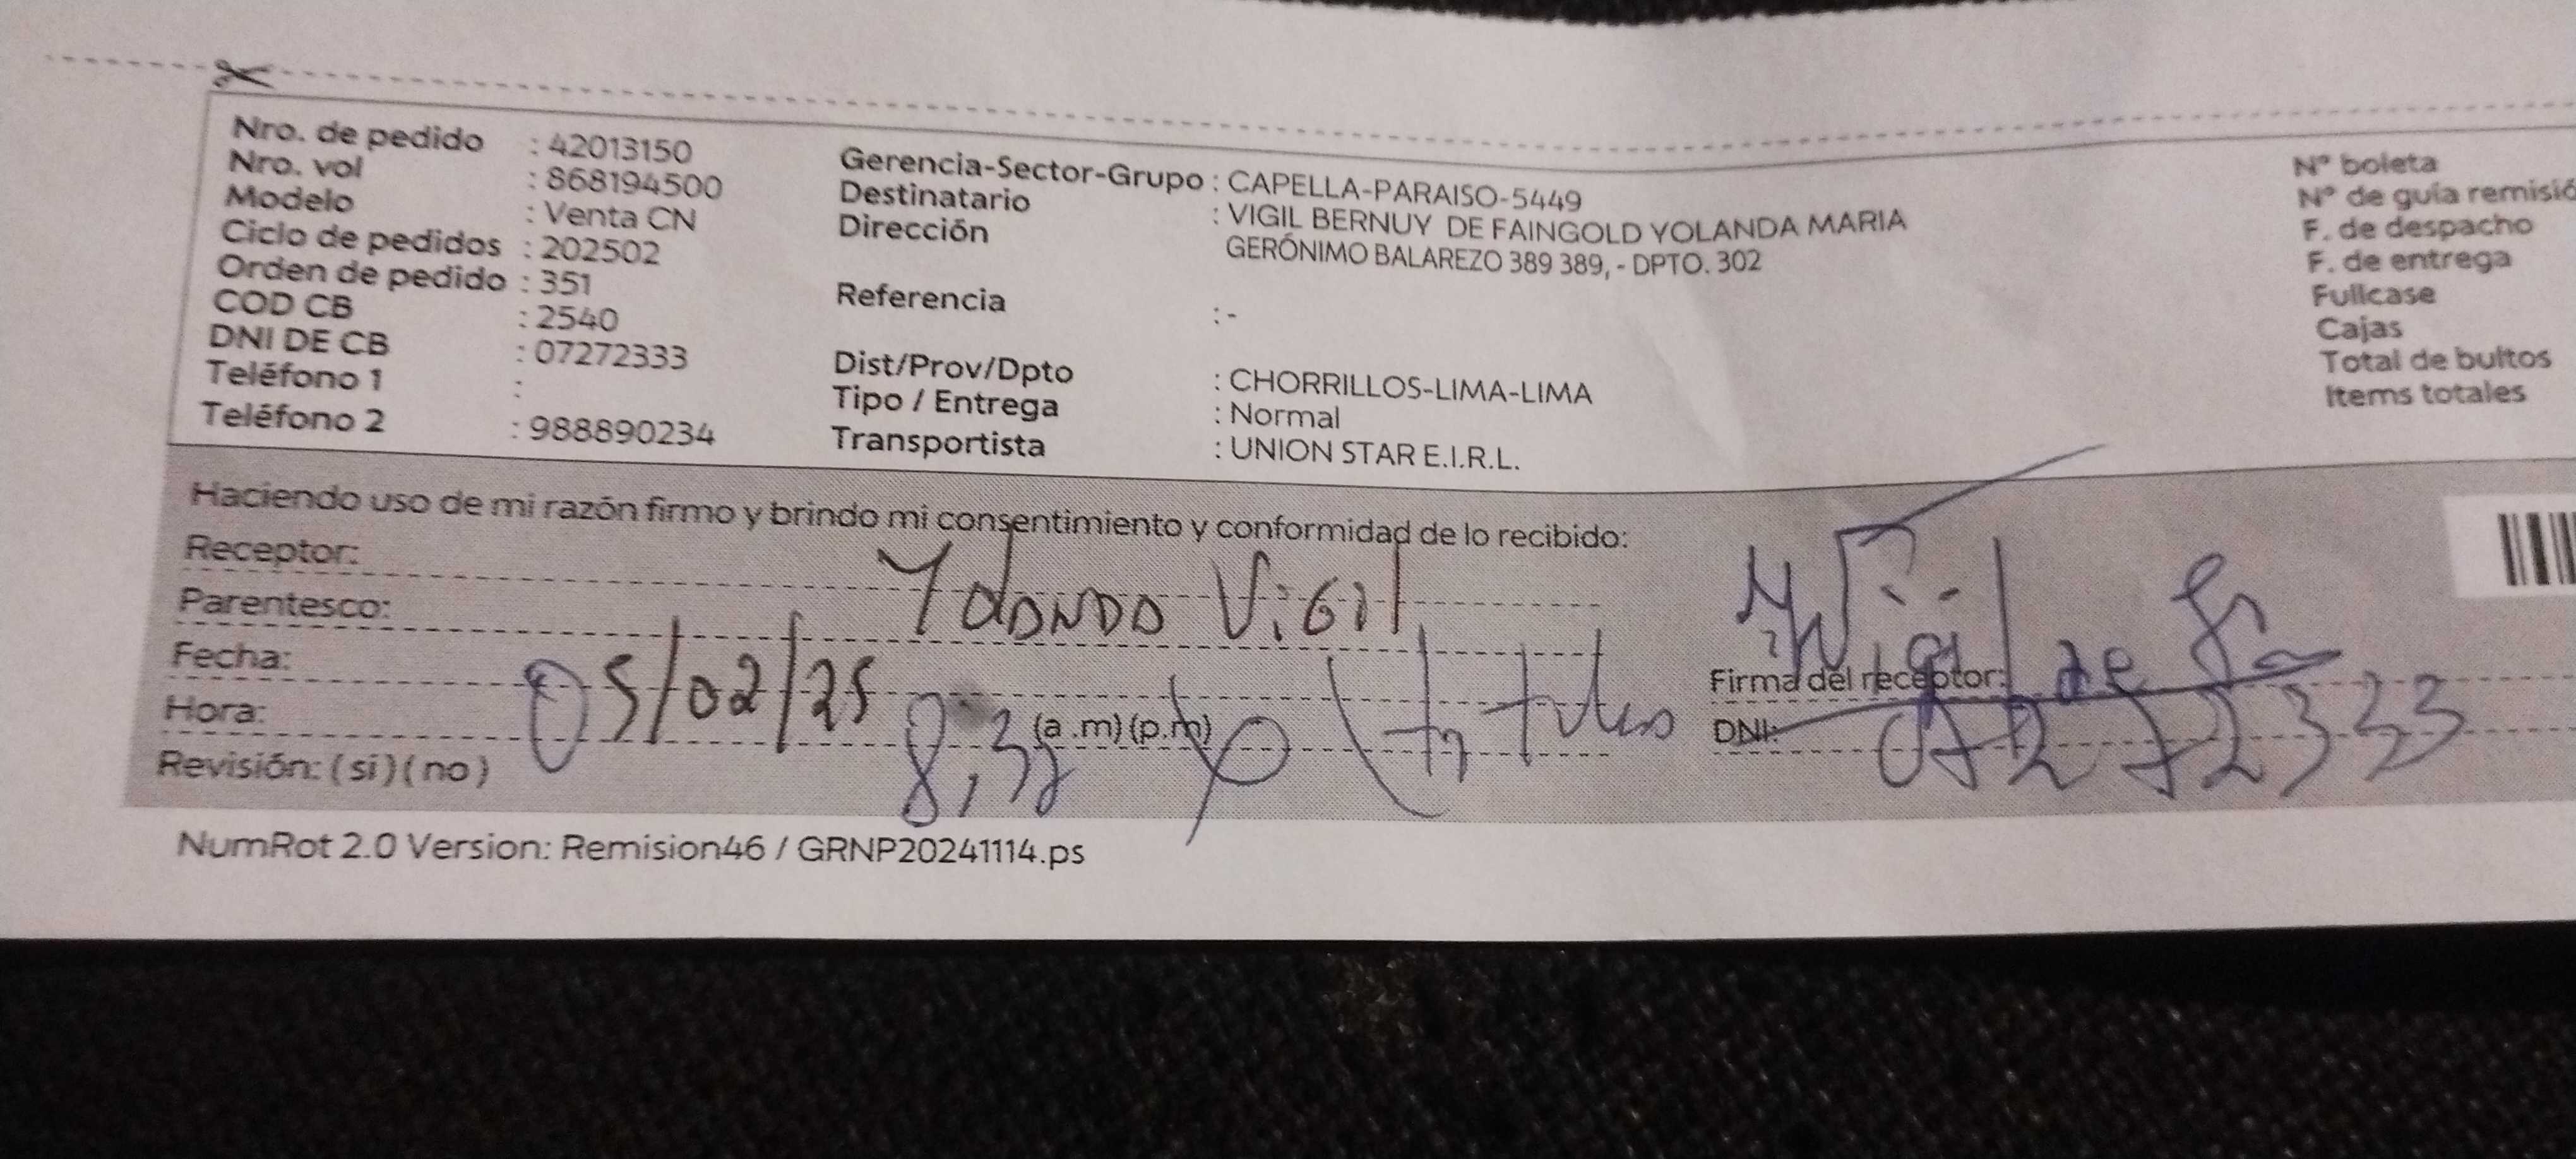 Nro. de pedido : 42013150
Nro. vol : 868194500
Modelo : Venta CN
Ciclo de pedidos : 202502
Orden de pedido : 351
COD CB : 2540
DNI DE CB : 07272333
Teléfono 1 :
Teléfono 2 : 988890234
Gerencia-Sector-Grupo : CAPELLA-PARAISO-5449
Destinatario : VIGIL BERNUY DE FAINGOLD YOLANDA MARIA
Dirección GERÓNIMO BALAREZO 389 389, - DPTO. 302
Referencia : -
Dist/Prov/Dpto : CHORRILLOS-LIMA-LIMA
Tipo / Entrega : Normal
Transportista : UNION STAR E.I.R.L.
N° boleta
N° de guía remisió
F. de despacho
F. de entrega
Fullcase
Cajas
Total de bultos
Items totales
Haciendo uso de mi razón firmo y brindo mi consentimiento y conformidad de lo recibido:
Receptor:
Parentesco: Yolanda Vigil
Fecha: 05/02/25
Hora: (a.m) (p.m)
Revisión: ( si ) ( no )
Vigil de
Firma del receptor:
DNI: 07272333
NumRot 2.0 Version: Remision46 / GRNP20241114.ps